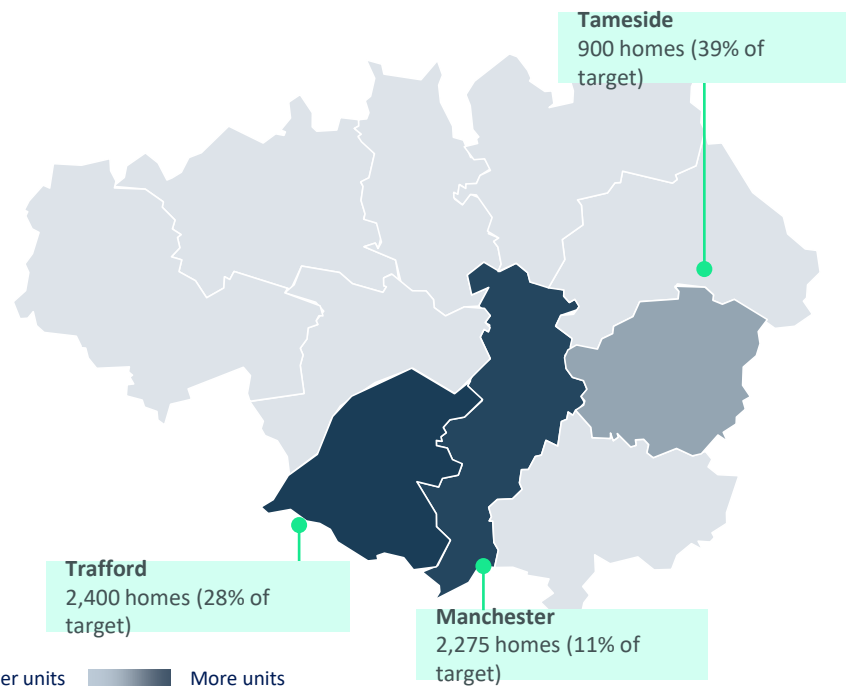 Tameside
900 homes (39% of
target)
Trafford
2,400 homes (28% of
target)
Manchester
2,275 homes (11% of
target)
units
More units